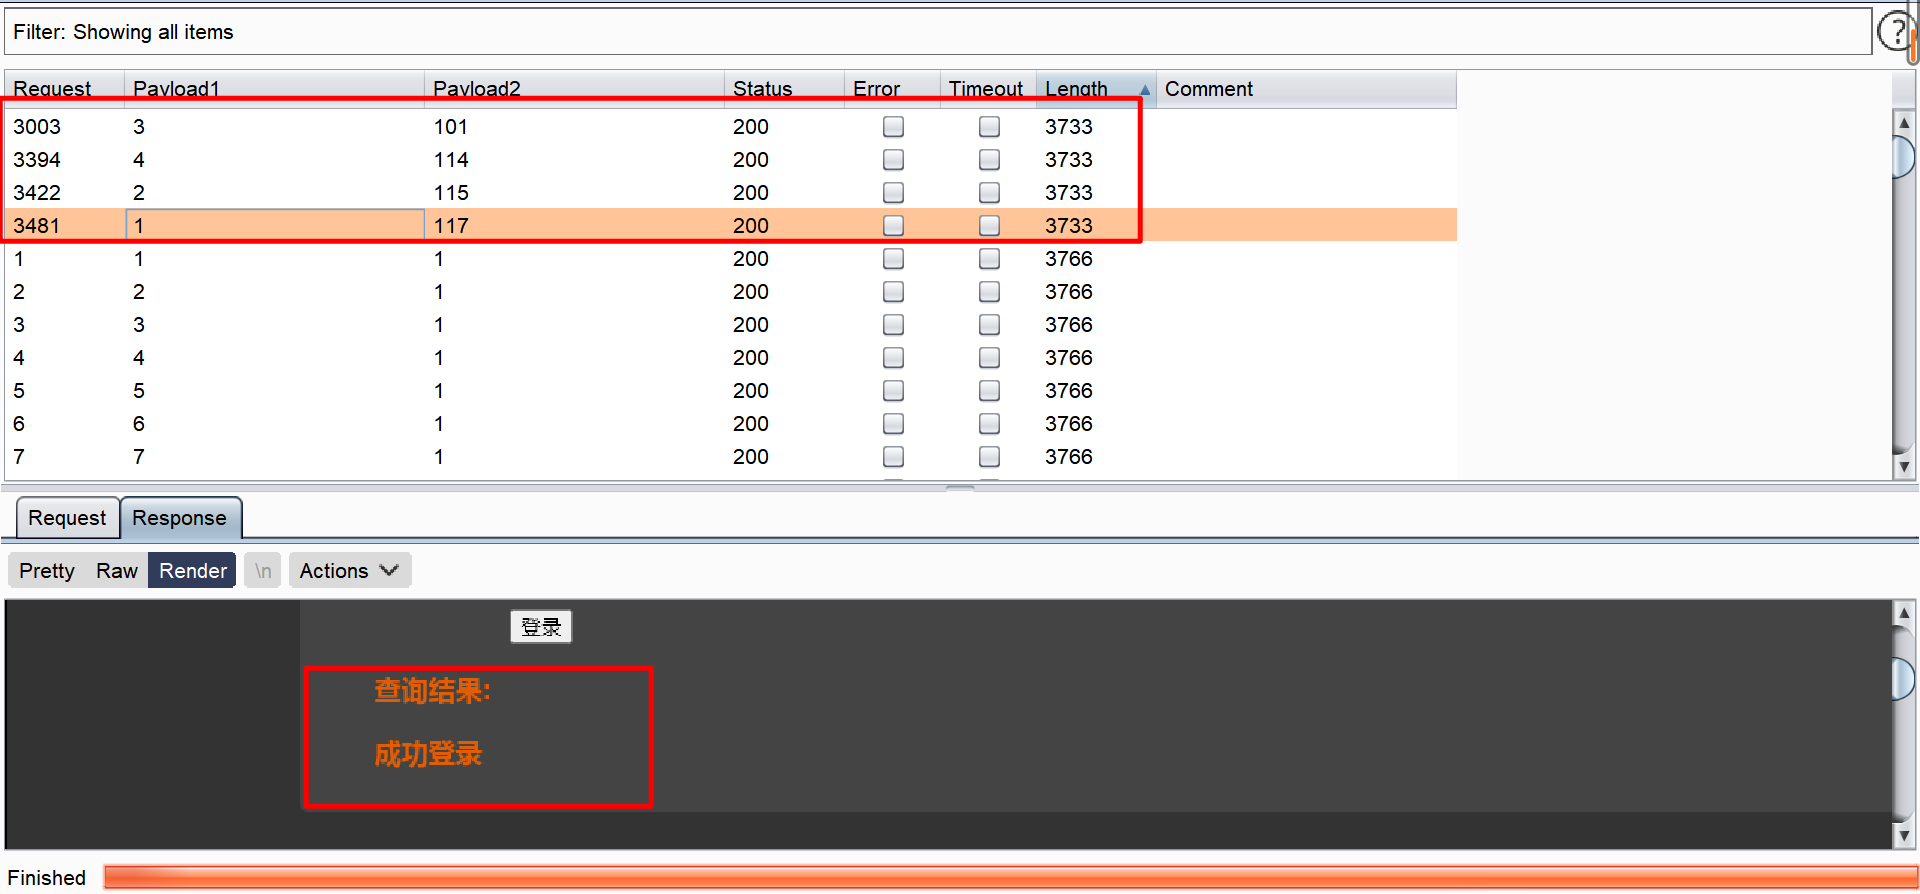 Filter: Showing all items
?
Request Payload1 Payload2 Status Error Timeout Length Comment
3003 3 101 200 3733
3394 4 114 200 3733
3422 2 115 200 3733
3481 1 117 200 3733
1 1 1 200 3766
2 2 1 200 3766
3 3 1 200 3766
4 4 1 200 3766
5 5 1 200 3766
6 6 1 200 3766
7 7 1 200 3766
Request Response
Pretty Raw Render \n Actions
登录
查询结果:
成功登录
Finished